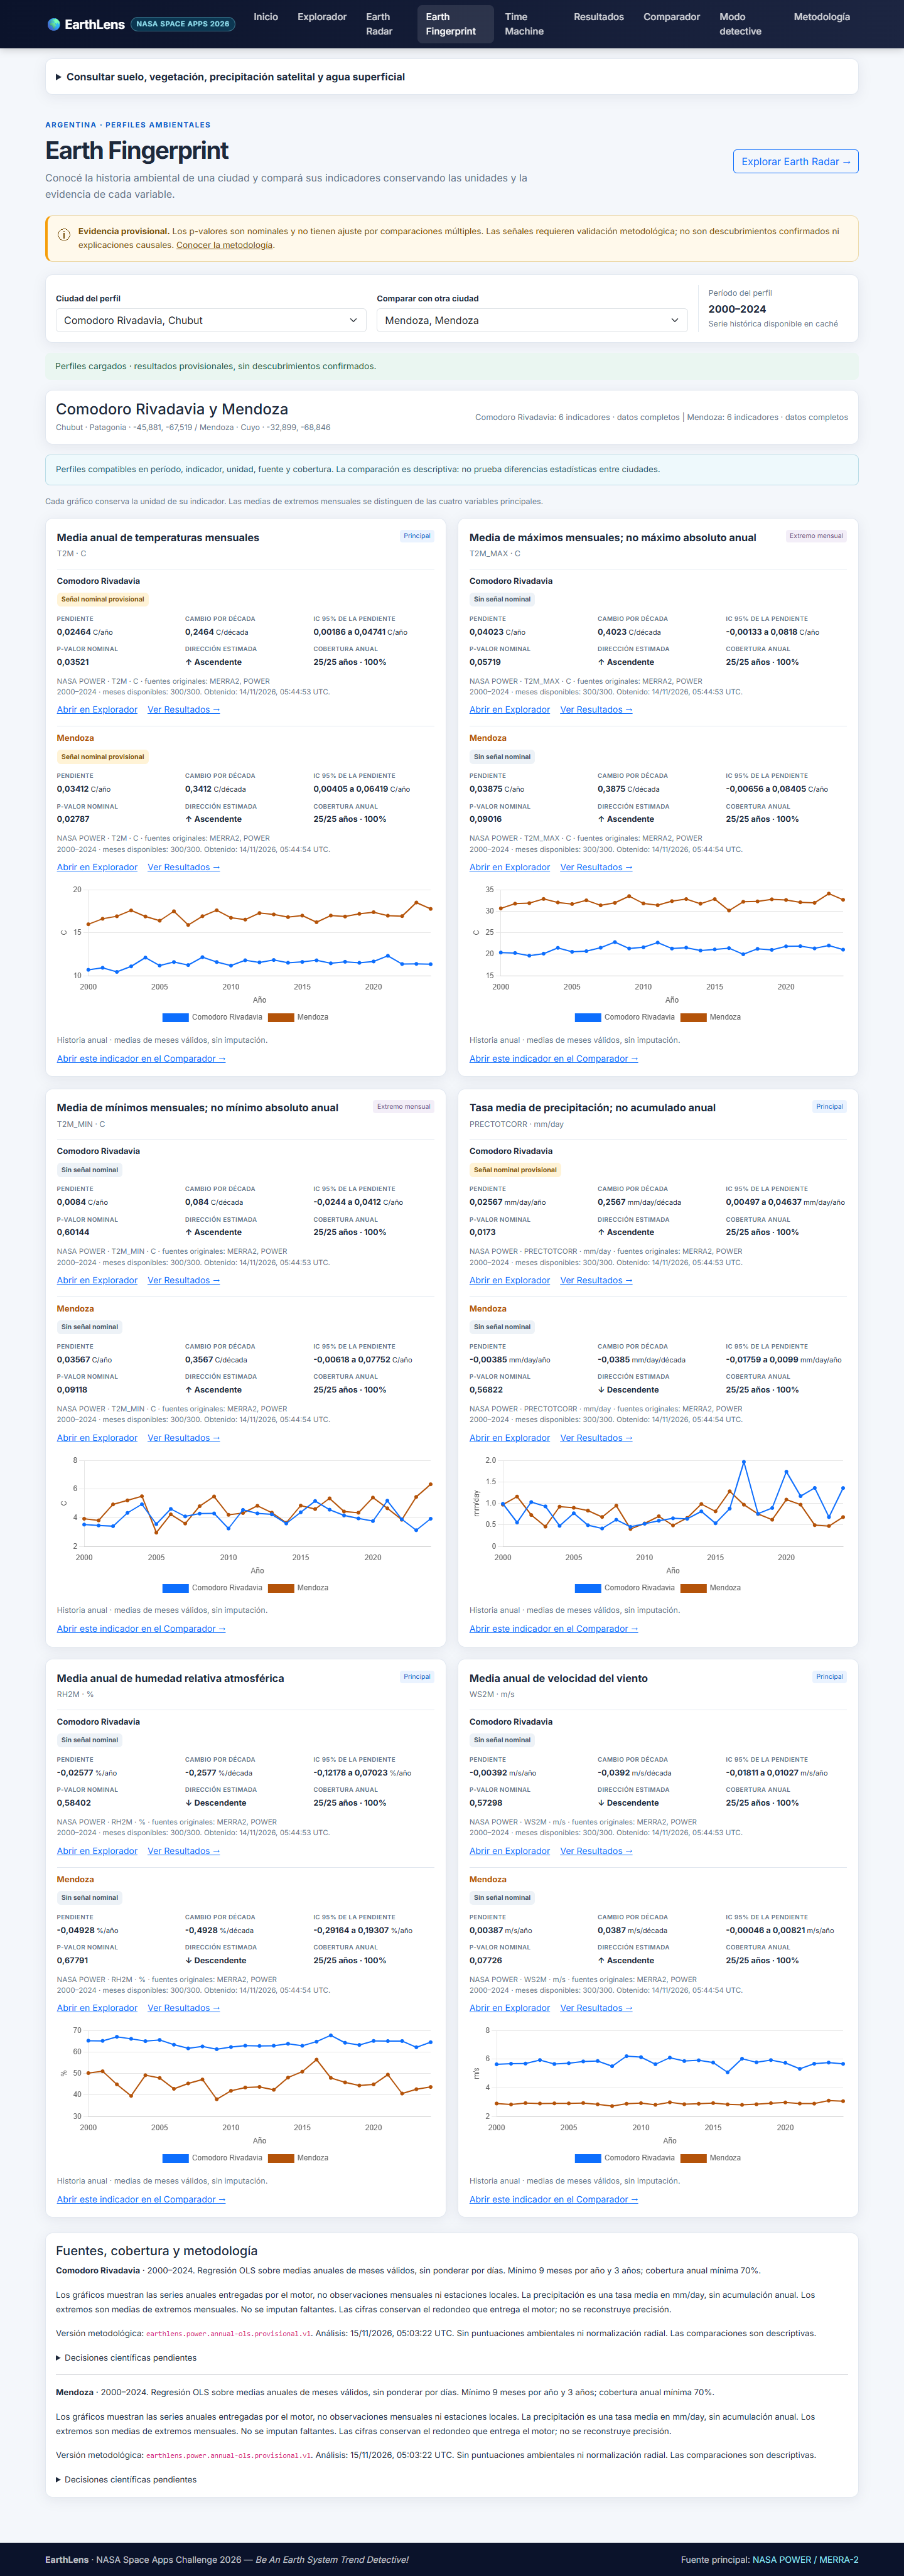 EarthLens NASA SPACE APPS 2026 Inicio Explorador Earth Radar Earth Fingerprint Time Machine Resultados Comparador Modo detective Metodología
▶ Consultar suelo, vegetación, precipitación satelital y agua superficial
ARGENTINA · PERFILES AMBIENTALES
Earth Fingerprint
Conocé la historia ambiental de una ciudad y compará sus indicadores conservando las unidades y la
evidencia de cada variable.
Explorar Earth Radar →
Evidencia provisional. Los p-valores son nominales y no tienen ajuste por comparaciones múltiples. Las señales requieren validación metodológica; no son descubrimientos confirmados ni
explicaciones causales. Conocer la metodología.
Ciudad del perfil
Comodoro Rivadavia, Chubut
Comparar con otra ciudad
Mendoza, Mendoza
Período del perfil
2000–2024
Serie histórica disponible en caché
Perfiles cargados · resultados provisionales, sin descubrimientos confirmados.
Comodoro Rivadavia y Mendoza
Chubut · Patagonia · -45,881, -67,519 / Mendoza · Cuyo · -32,899, -68,846
Comodoro Rivadavia: 6 indicadores · datos completos | Mendoza: 6 indicadores · datos completos
Perfiles compatibles en período, indicador, unidad, fuente y cobertura. La comparación es descriptiva: no prueba diferencias estadísticas entre ciudades.
Cada gráfico conserva la unidad de su indicador. Las medias de extremos mensuales se distinguen de las cuatro variables principales.
Media anual de temperaturas mensuales
Principal
T2M · C
Comodoro Rivadavia
Señal nominal provisional
PENDIENTE CAMBIO POR DÉCADA IC 95% DE LA PENDIENTE
0,02464 C/año 0,2464 C/década 0,00186 a 0,04741 C/año
P-VALOR NOMINAL DIRECCIÓN ESTIMADA COBERTURA ANUAL
0,03521 ↑ Ascendente 25/25 años · 100%
NASA POWER · T2M · C · fuentes originales: MERRA2, POWER
2000–2024 · meses disponibles: 300/300. Obtenido: 14/11/2026, 05:44:53 UTC.
Abrir en Explorador Ver Resultados →
Mendoza
Señal nominal provisional
PENDIENTE CAMBIO POR DÉCADA IC 95% DE LA PENDIENTE
0,03412 C/año 0,3412 C/década 0,00405 a 0,06419 C/año
P-VALOR NOMINAL DIRECCIÓN ESTIMADA COBERTURA ANUAL
0,02787 ↑ Ascendente 25/25 años · 100%
NASA POWER · T2M · C · fuentes originales: MERRA2, POWER
2000–2024 · meses disponibles: 300/300. Obtenido: 14/11/2026, 05:44:54 UTC.
Abrir en Explorador Ver Resultados →
20
15
10
C
2000 2005 2010 2015 2020
Año
Comodoro Rivadavia Mendoza
Historia anual · medias de meses válidos, sin imputación.
Abrir este indicador en el Comparador →
Media de máximos mensuales; no máximo absoluto anual
Extremo mensual
T2M_MAX · C
Comodoro Rivadavia
Sin señal nominal
PENDIENTE CAMBIO POR DÉCADA IC 95% DE LA PENDIENTE
0,04023 C/año 0,4023 C/década -0,00133 a 0,0818 C/año
P-VALOR NOMINAL DIRECCIÓN ESTIMADA COBERTURA ANUAL
0,05719 ↑ Ascendente 25/25 años · 100%
NASA POWER · T2M_MAX · C · fuentes originales: MERRA2, POWER
2000–2024 · meses disponibles: 300/300. Obtenido: 14/11/2026, 05:44:53 UTC.
Abrir en Explorador Ver Resultados →
Mendoza
Sin señal nominal
PENDIENTE CAMBIO POR DÉCADA IC 95% DE LA PENDIENTE
0,03875 C/año 0,3875 C/década -0,00656 a 0,08405 C/año
P-VALOR NOMINAL DIRECCIÓN ESTIMADA COBERTURA ANUAL
0,09016 ↑ Ascendente 25/25 años · 100%
NASA POWER · T2M_MAX · C · fuentes originales: MERRA2, POWER
2000–2024 · meses disponibles: 300/300. Obtenido: 14/11/2026, 05:44:54 UTC.
Abrir en Explorador Ver Resultados →
35
30
25
20
15
C
2000 2005 2010 2015 2020
Año
Comodoro Rivadavia Mendoza
Historia anual · medias de meses válidos, sin imputación.
Abrir este indicador en el Comparador →
Media de mínimos mensuales; no mínimo absoluto anual
Extremo mensual
T2M_MIN · C
Comodoro Rivadavia
Sin señal nominal
PENDIENTE CAMBIO POR DÉCADA IC 95% DE LA PENDIENTE
0,0084 C/año 0,084 C/década -0,0244 a 0,0412 C/año
P-VALOR NOMINAL DIRECCIÓN ESTIMADA COBERTURA ANUAL
0,60144 ↑ Ascendente 25/25 años · 100%
NASA POWER · T2M_MIN · C · fuentes originales: MERRA2, POWER
2000–2024 · meses disponibles: 300/300. Obtenido: 14/11/2026, 05:44:53 UTC.
Abrir en Explorador Ver Resultados →
Mendoza
Sin señal nominal
PENDIENTE CAMBIO POR DÉCADA IC 95% DE LA PENDIENTE
0,03567 C/año 0,3567 C/década -0,00618 a 0,07752 C/año
P-VALOR NOMINAL DIRECCIÓN ESTIMADA COBERTURA ANUAL
0,09118 ↑ Ascendente 25/25 años · 100%
NASA POWER · T2M_MIN · C · fuentes originales: MERRA2, POWER
2000–2024 · meses disponibles: 300/300. Obtenido: 14/11/2026, 05:44:54 UTC.
Abrir en Explorador Ver Resultados →
8
6
4
2
C
2000 2005 2010 2015 2020
Año
Comodoro Rivadavia Mendoza
Historia anual · medias de meses válidos, sin imputación.
Abrir este indicador en el Comparador →
Tasa media de precipitación; no acumulado anual
Principal
PRECTOTCORR · mm/day
Comodoro Rivadavia
Señal nominal provisional
PENDIENTE CAMBIO POR DÉCADA IC 95% DE LA PENDIENTE
0,02567 mm/day/año 0,2567 mm/day/década 0,00497 a 0,04637 mm/day/año
P-VALOR NOMINAL DIRECCIÓN ESTIMADA COBERTURA ANUAL
0,0173 ↑ Ascendente 25/25 años · 100%
NASA POWER · PRECTOTCORR · mm/day · fuentes originales: MERRA2, POWER
2000–2024 · meses disponibles: 300/300. Obtenido: 14/11/2026, 05:44:53 UTC.
Abrir en Explorador Ver Resultados →
Mendoza
Sin señal nominal
PENDIENTE CAMBIO POR DÉCADA IC 95% DE LA PENDIENTE
-0,00385 mm/day/año -0,0385 mm/day/década -0,01759 a 0,0099 mm/day/año
P-VALOR NOMINAL DIRECCIÓN ESTIMADA COBERTURA ANUAL
0,56822 ↓ Descendente 25/25 años · 100%
NASA POWER · PRECTOTCORR · mm/day · fuentes originales: MERRA2, POWER
2000–2024 · meses disponibles: 300/300. Obtenido: 14/11/2026, 05:44:54 UTC.
Abrir en Explorador Ver Resultados →
2.0
1.5
1.0
0.5
0
mm/day
2000 2005 2010 2015 2020
Año
Comodoro Rivadavia Mendoza
Historia anual · medias de meses válidos, sin imputación.
Abrir este indicador en el Comparador →
Media anual de humedad relativa atmosférica
Principal
RH2M · %
Comodoro Rivadavia
Sin señal nominal
PENDIENTE CAMBIO POR DÉCADA IC 95% DE LA PENDIENTE
-0,02577 %/año -0,2577 %/década -0,12178 a 0,07023 %/año
P-VALOR NOMINAL DIRECCIÓN ESTIMADA COBERTURA ANUAL
0,58402 ↓ Descendente 25/25 años · 100%
NASA POWER · RH2M · % · fuentes originales: MERRA2, POWER
2000–2024 · meses disponibles: 300/300. Obtenido: 14/11/2026, 05:44:53 UTC.
Abrir en Explorador Ver Resultados →
Mendoza
Sin señal nominal
PENDIENTE CAMBIO POR DÉCADA IC 95% DE LA PENDIENTE
-0,04928 %/año -0,4928 %/década -0,29164 a 0,19307 %/año
P-VALOR NOMINAL DIRECCIÓN ESTIMADA COBERTURA ANUAL
0,67791 ↓ Descendente 25/25 años · 100%
NASA POWER · RH2M · % · fuentes originales: MERRA2, POWER
2000–2024 · meses disponibles: 300/300. Obtenido: 14/11/2026, 05:44:54 UTC.
Abrir en Explorador Ver Resultados →
70
60
50
40
30
%
2000 2005 2010 2015 2020
Año
Comodoro Rivadavia Mendoza
Historia anual · medias de meses válidos, sin imputación.
Abrir este indicador en el Comparador →
Media anual de velocidad del viento
Principal
WS2M · m/s
Comodoro Rivadavia
Sin señal nominal
PENDIENTE CAMBIO POR DÉCADA IC 95% DE LA PENDIENTE
-0,00392 m/s/año -0,0392 m/s/década -0,01811 a 0,01027 m/s/año
P-VALOR NOMINAL DIRECCIÓN ESTIMADA COBERTURA ANUAL
0,57298 ↓ Descendente 25/25 años · 100%
NASA POWER · WS2M · m/s · fuentes originales: MERRA2, POWER
2000–2024 · meses disponibles: 300/300. Obtenido: 14/11/2026, 05:44:53 UTC.
Abrir en Explorador Ver Resultados →
Mendoza
Sin señal nominal
PENDIENTE CAMBIO POR DÉCADA IC 95% DE LA PENDIENTE
0,00387 m/s/año 0,0387 m/s/década -0,00046 a 0,00821 m/s/año
P-VALOR NOMINAL DIRECCIÓN ESTIMADA COBERTURA ANUAL
0,07726 ↑ Ascendente 25/25 años · 100%
NASA POWER · WS2M · m/s · fuentes originales: MERRA2, POWER
2000–2024 · meses disponibles: 300/300. Obtenido: 14/11/2026, 05:44:54 UTC.
Abrir en Explorador Ver Resultados →
8
6
4
2
m/s
2000 2005 2010 2015 2020
Año
Comodoro Rivadavia Mendoza
Historia anual · medias de meses válidos, sin imputación.
Abrir este indicador en el Comparador →
Fuentes, cobertura y metodología
Comodoro Rivadavia · 2000–2024. Regresión OLS sobre medias anuales de meses válidos, sin ponderar por días. Mínimo 9 meses por año y 3 años; cobertura anual mínima 70%.
Los gráficos muestran las series anuales entregadas por el motor, no observaciones mensuales ni estaciones locales. La precipitación es una tasa media en mm/day, sin acumulación anual. Los
extremos son medias de extremos mensuales. No se imputan faltantes. Las cifras conservan el redondeo que entrega el motor; no se reconstruye precisión.
Versión metodológica: earthlens.power.annual-ols.provisional.v1. Análisis: 15/11/2026, 05:03:22 UTC. Sin puntuaciones ambientales ni normalización radial. Las comparaciones son descriptivas.
▶ Decisiones científicas pendientes
Mendoza · 2000–2024. Regresión OLS sobre medias anuales de meses válidos, sin ponderar por días. Mínimo 9 meses por año y 3 años; cobertura anual mínima 70%.
Los gráficos muestran las series anuales entregadas por el motor, no observaciones mensuales ni estaciones locales. La precipitación es una tasa media en mm/day, sin acumulación anual. Los
extremos son medias de extremos mensuales. No se imputan faltantes. Las cifras conservan el redondeo que entrega el motor; no se reconstruye precisión.
Versión metodológica: earthlens.power.annual-ols.provisional.v1. Análisis: 15/11/2026, 05:03:22 UTC. Sin puntuaciones ambientales ni normalización radial. Las comparaciones son descriptivas.
▶ Decisiones científicas pendientes
EarthLens · NASA Space Apps Challenge 2026 — Be An Earth System Trend Detective!
Fuente principal: NASA POWER / MERRA-2